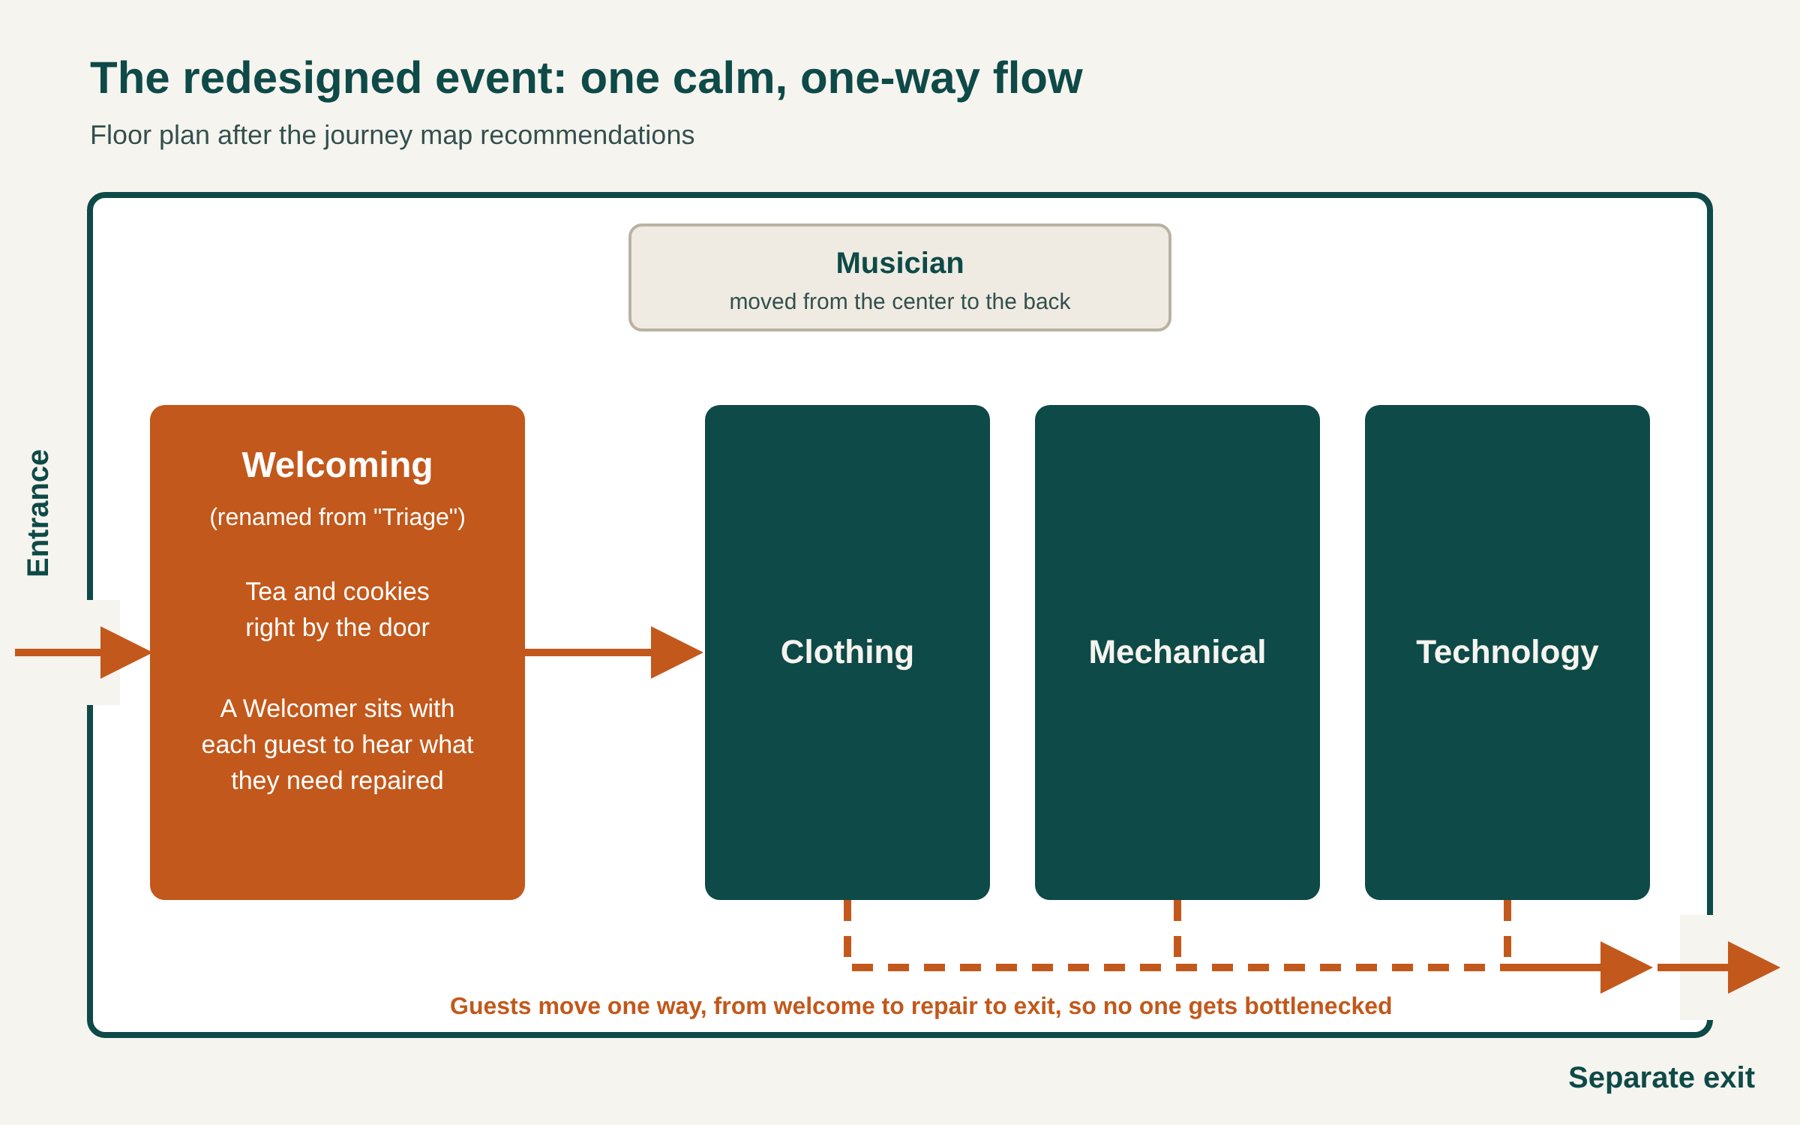 The redesigned event: one calm, one-way flow
Floor plan after the journey map recommendations
Musician
moved from the center to the back
Entrance
Welcoming
(renamed from "Triage")
Tea and cookies
right by the door
A Welcomer sits with
each guest to hear what
they need repaired
Clothing
Mechanical
Technology
Guests move one way, from welcome to repair to exit, so no one gets bottlenecked
Separate exit